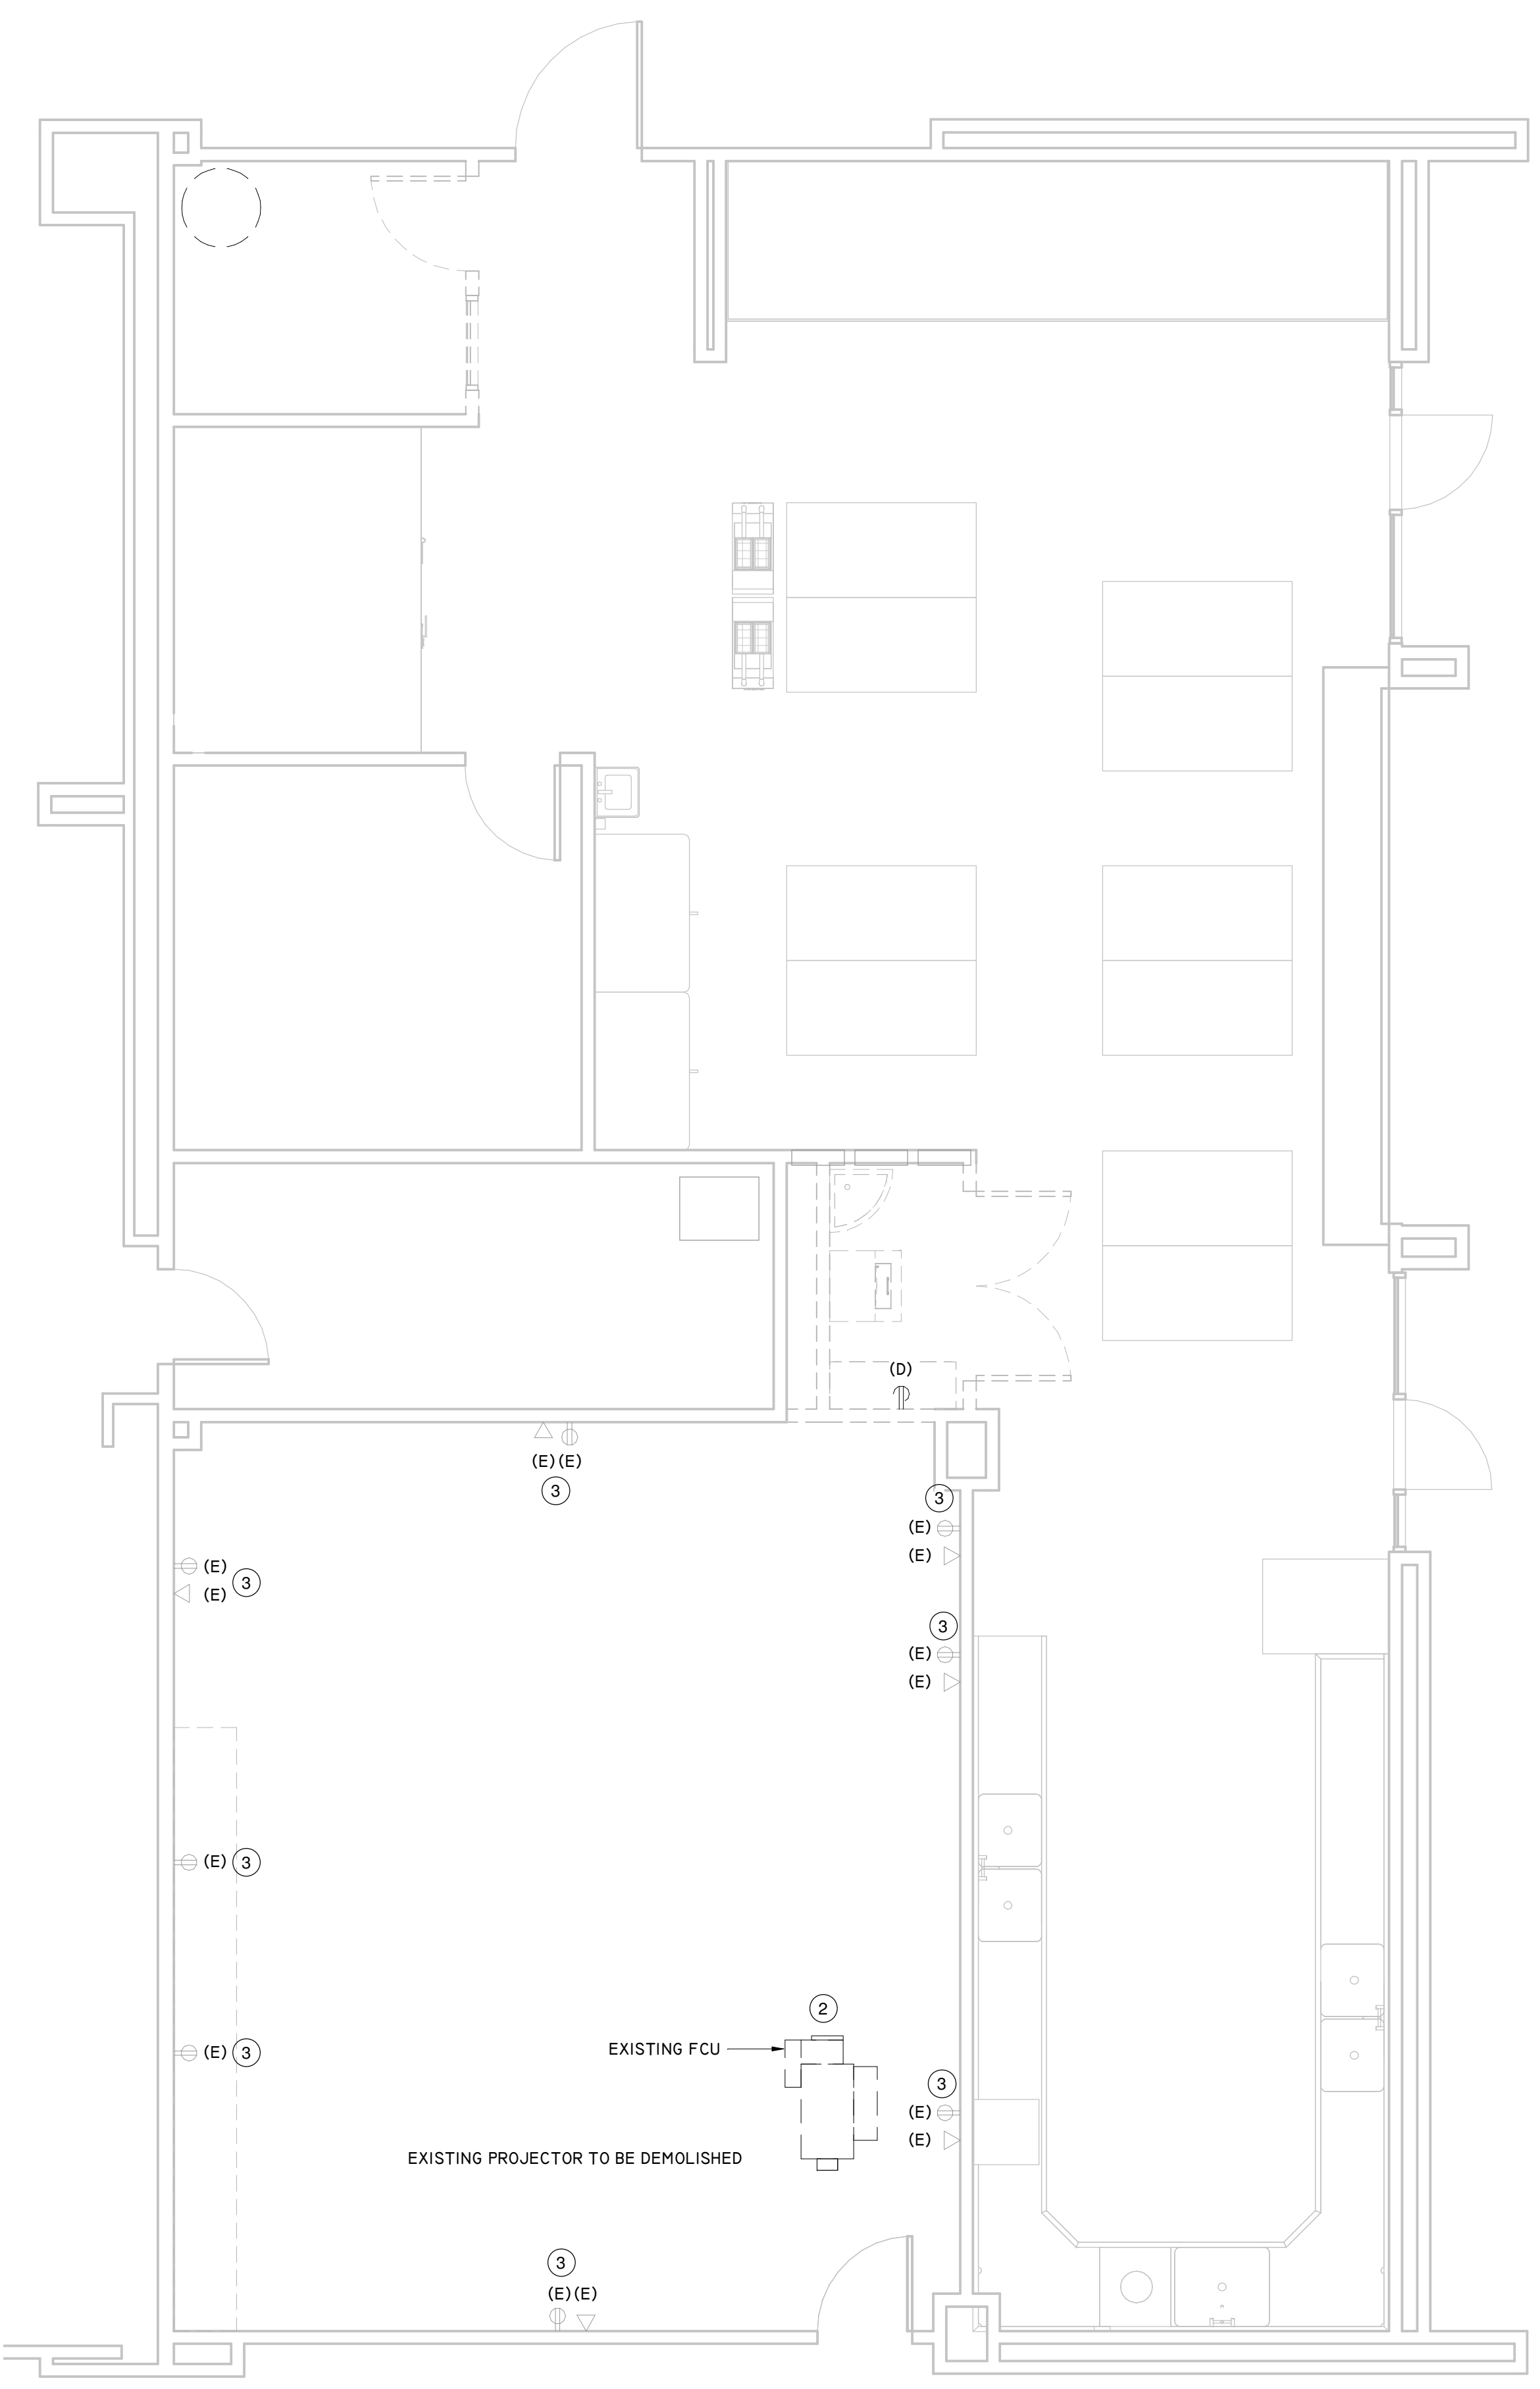 (D)
(E)(E)
3
3
(E)
(E)
(E)
3
(E)
3
(E)
(E)
(E) 3
2
EXISTING FCU
(E) 3
3
(E)
(E)
EXISTING PROJECTOR TO BE DEMOLISHED
3
(E)(E)